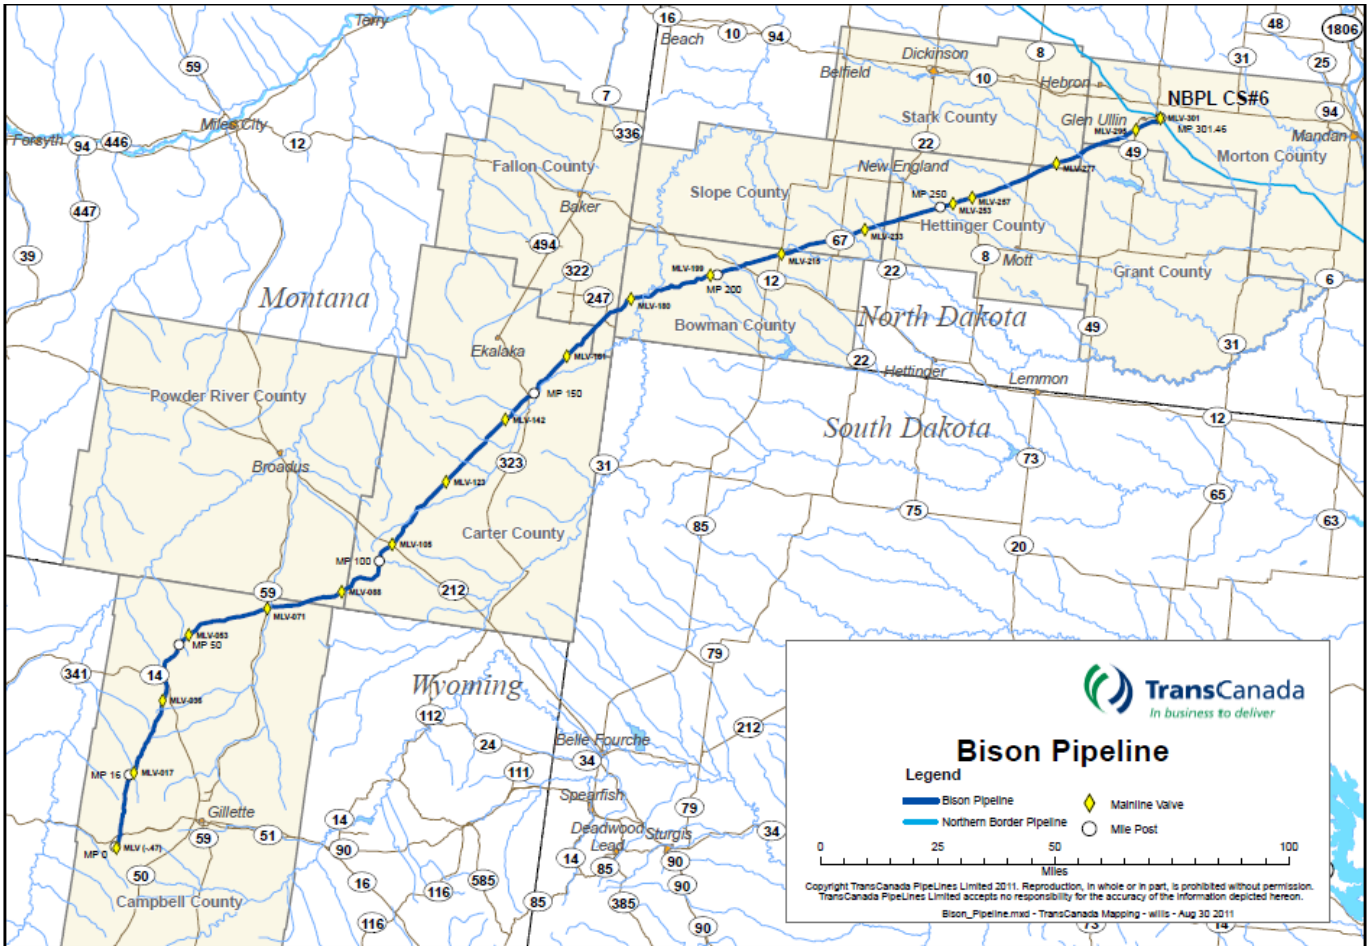 Terry
16
Beach
10
94
Dickinson
8
48
1806
59
Belfield
10
Hebron
31
25
7
NBPL CS#6
94
Forsyth
94
446
Miles City
12
336
Stark County
Glen Ullin
MLV-301
MP 301.45
MLV-295
Mandan
22
49
Morton County
Fallon County
New England
MLV-277
Slope County
MP 250
MLV-257
MLV-253
447
Baker
494
67
MLV-233
Hettinger County
39
8
Mott
322
MLV-199
MLV-215
22
Grant County
6
MP 200
12
Montana
247
MLV-180
Bowman County
North Dakota
49
31
Ekalaka
MLV-161
22
Hettinger
Lemmon
Powder River County
MP 150
12
MLV-142
South Dakota
Broadus
323
31
73
MLV-123
65
85
75
63
Carter County
20
MLV-105
MP 100
59
MLV-088
212
MLV-071
MLV-053
MP 50
79
341
14
Wyoming
MLV-035
112
212
24
Belle Fourche
34
MP 16
MLV-017
111
Spearfish
79
Gillette
14
Deadwood
Sturgis
34
59
51
Lead
90
14
90
MP 0
MLV (-.47)
85
50
16
116
585
90
Campbell County
85
385
116
90
73
14
TransCanada
In business to deliver
Bison Pipeline
Legend
Bison Pipeline
Mainline Valve
Northern Border Pipeline
Mile Post
0
25
50
100
Miles
Copyright TransCanada PipeLines Limited 2011. Reproduction, in whole or in part, is prohibited without permission.
TransCanada PipeLines Limited accepts no responsibility for the accuracy of the information depicted hereon.
Bison_Pipeline.mxd - TransCanada Mapping - wills - Aug 30 2011